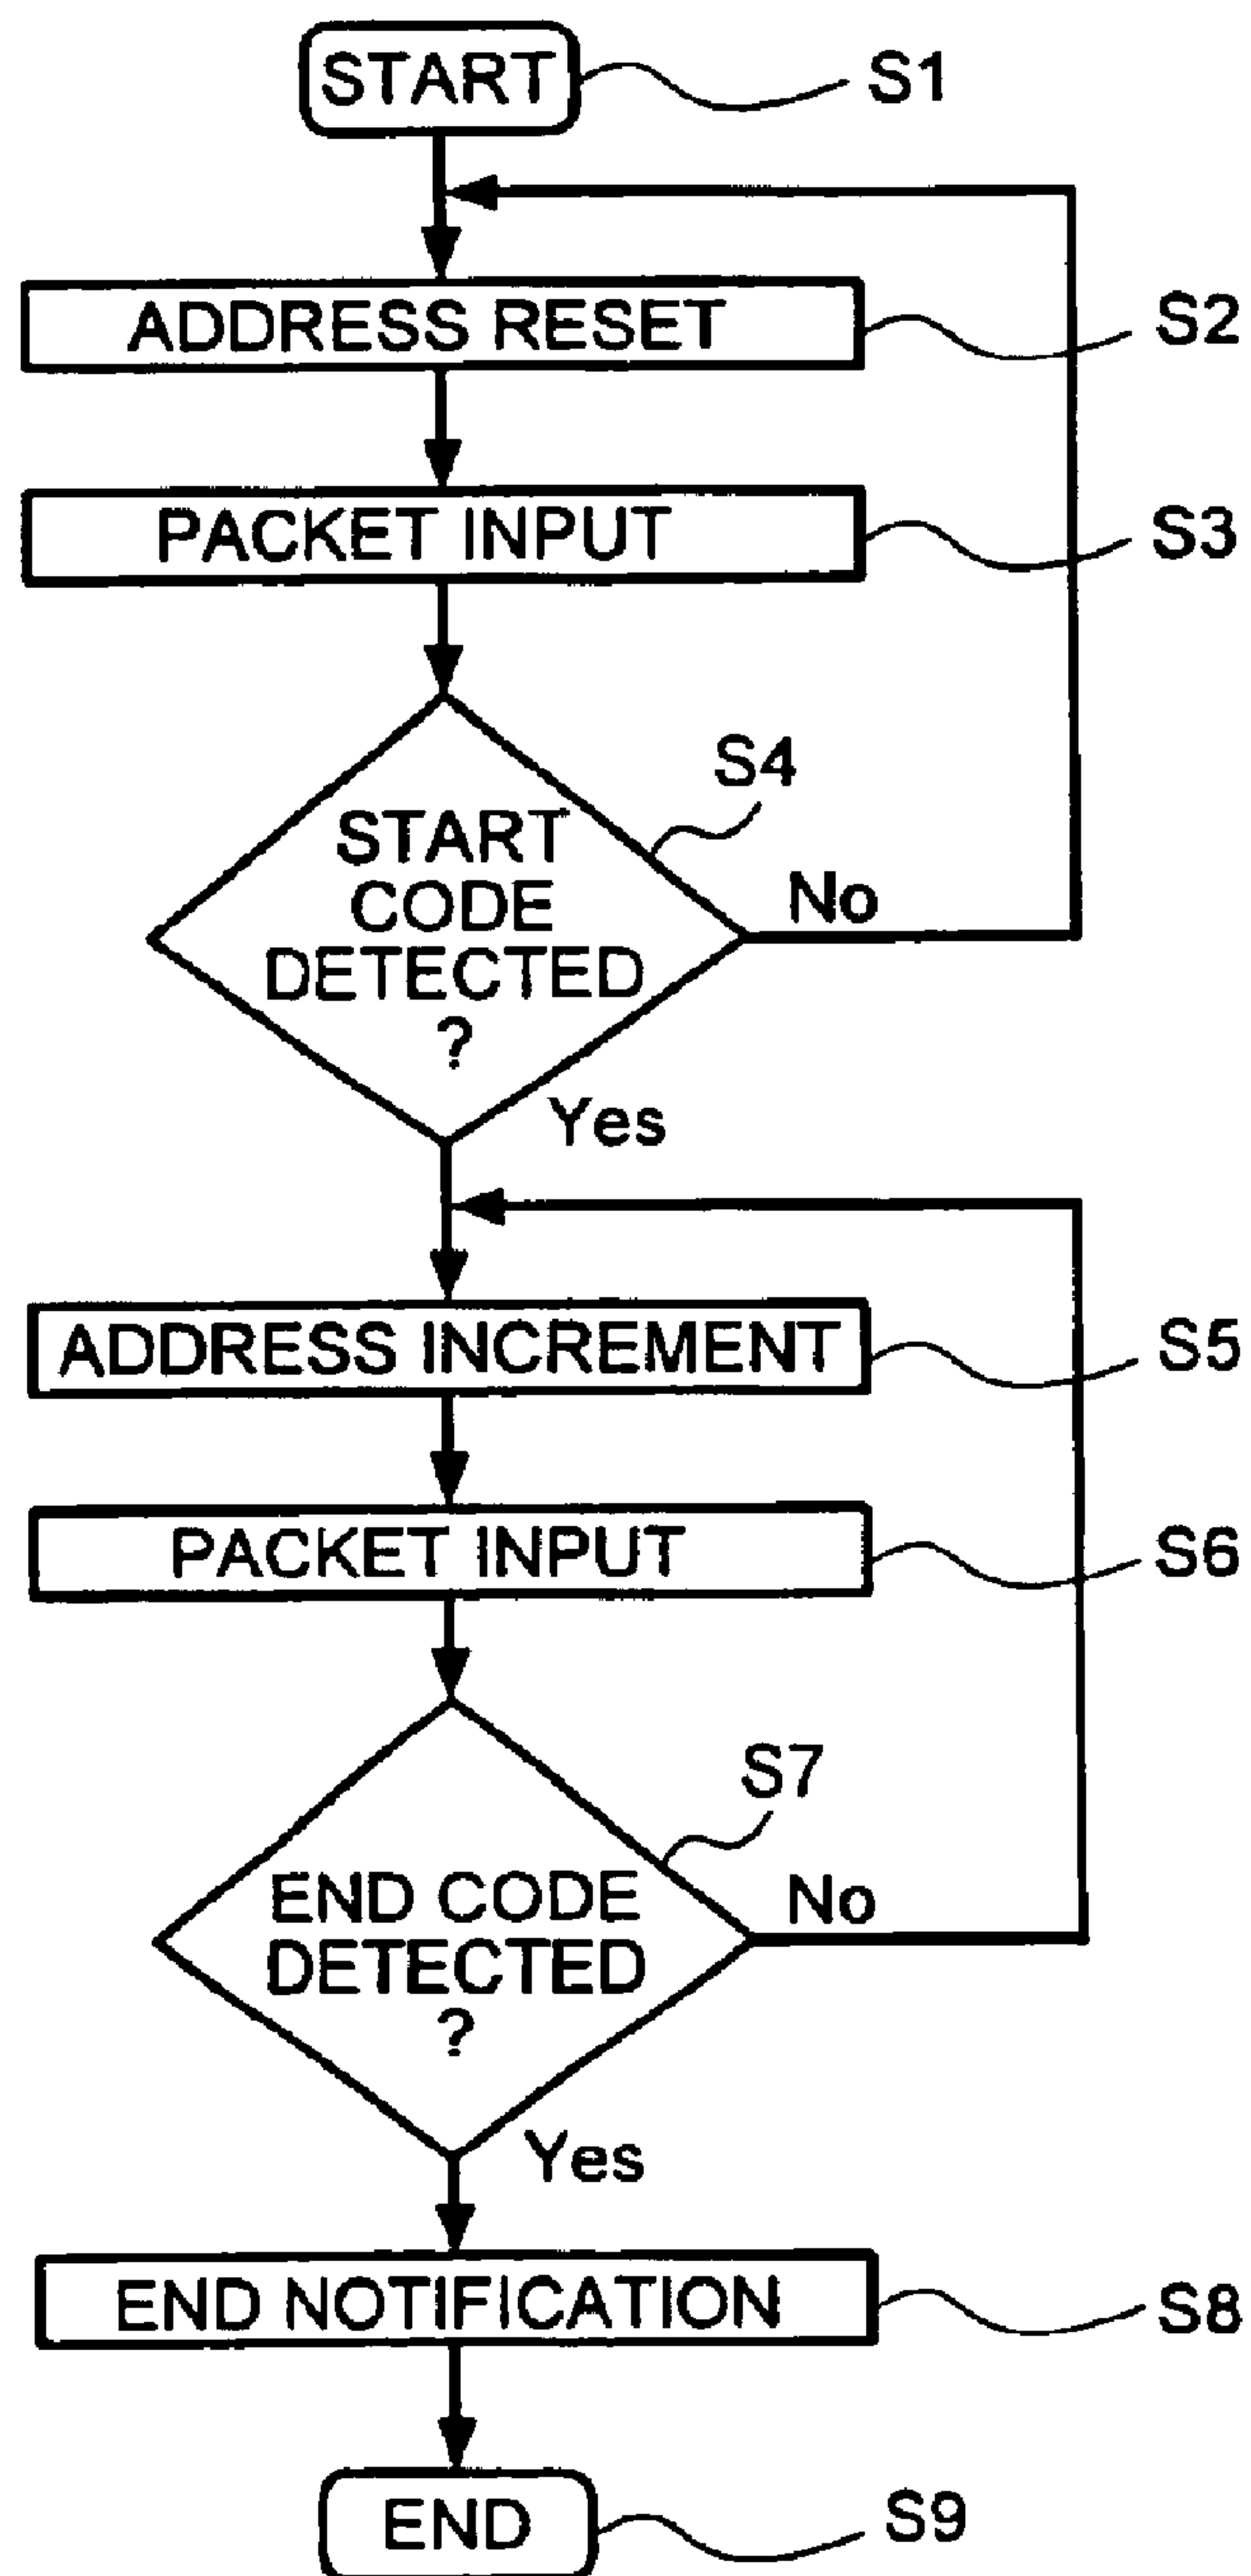 START
S1
ADDRESS RESET
S2
PACKET INPUT
S3
S4
START
CODE
DETECTED
?
No
Yes
ADDRESS INCREMENT
S5
PACKET INPUT
S6
S7
END CODE
DETECTED
?
No
Yes
END NOTIFICATION
S8
END
S9